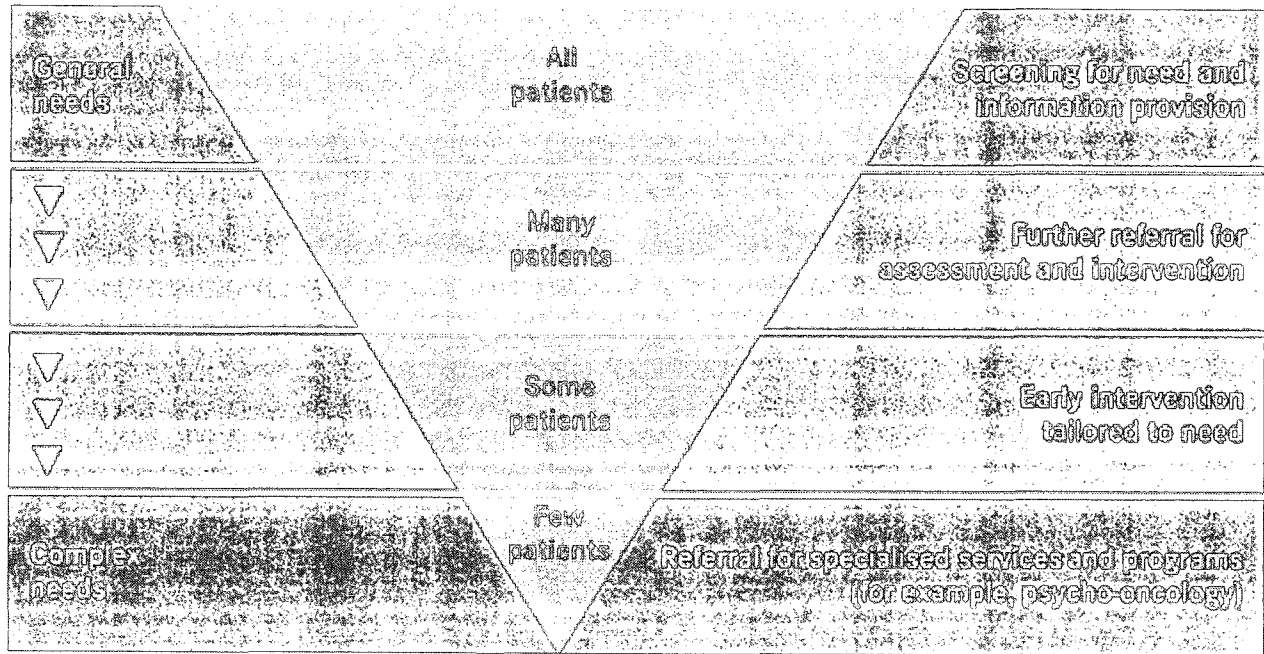 General
needs
All
patients
Screening for need and
information provision
Many
patients
Further referral for
assessment and intervention
Some
patients
Early intervention
tailored to need
Complex
needs
Few
patients
Referral for specialised services and programs
(for example, psycho-oncology)